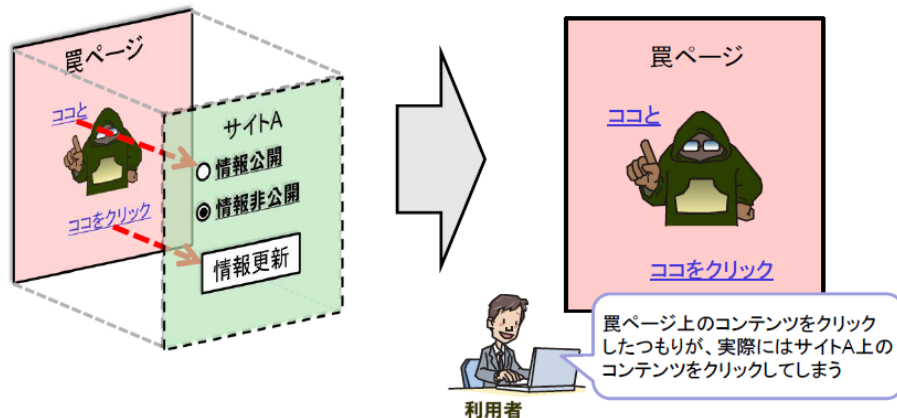 罠ページ
ココと
ココをクリック
サイトA
情報公開
情報非公開
情報更新
罠ページ
ココと
ココをクリック
罠ページ上のコンテンツをクリック
したつもりが、実際にはサイトA上の
コンテンツをクリックしてしまう
利用者